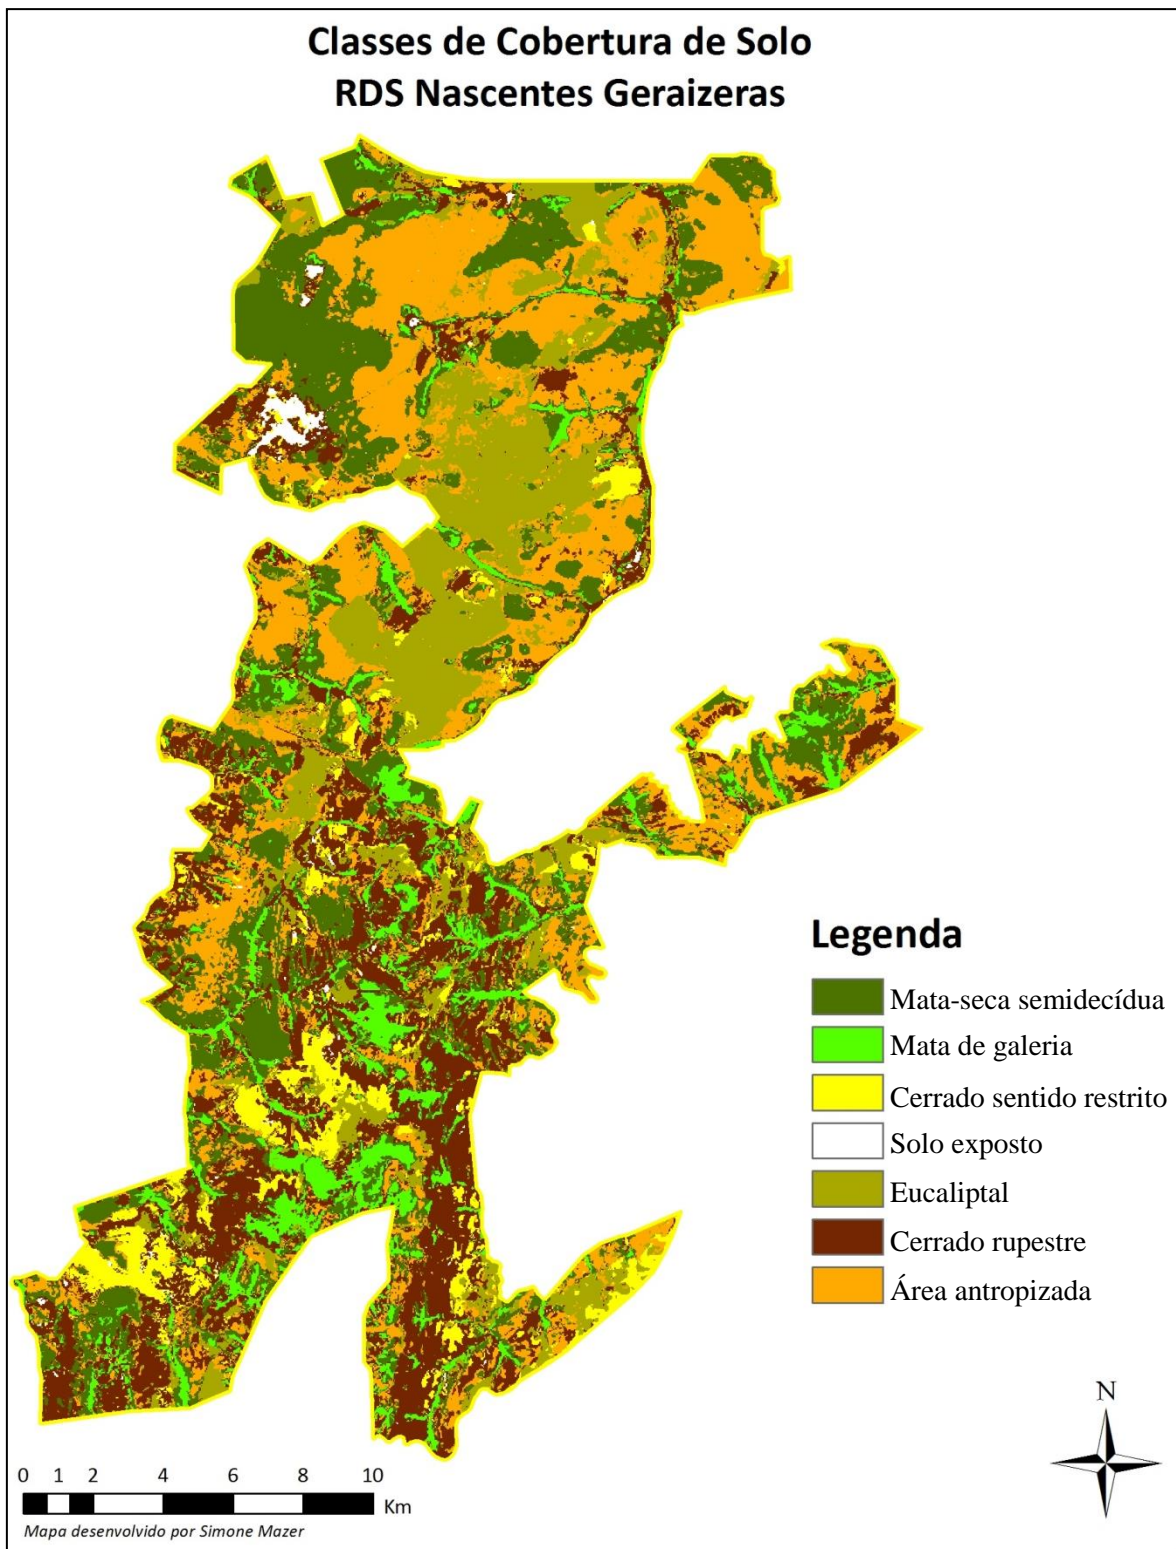 Classes de Cobertura de Solo
RDS Nascentes Geraizeras
Legenda
Mata-seca semidecídua
Mata de galeria
Cerrado sentido restrito
Solo exposto
Eucaliptal
Cerrado rupestre
Área antropizada
N
0 1 2 4 6 8 10
Km
Mapa desenvolvido por Simone Mazer